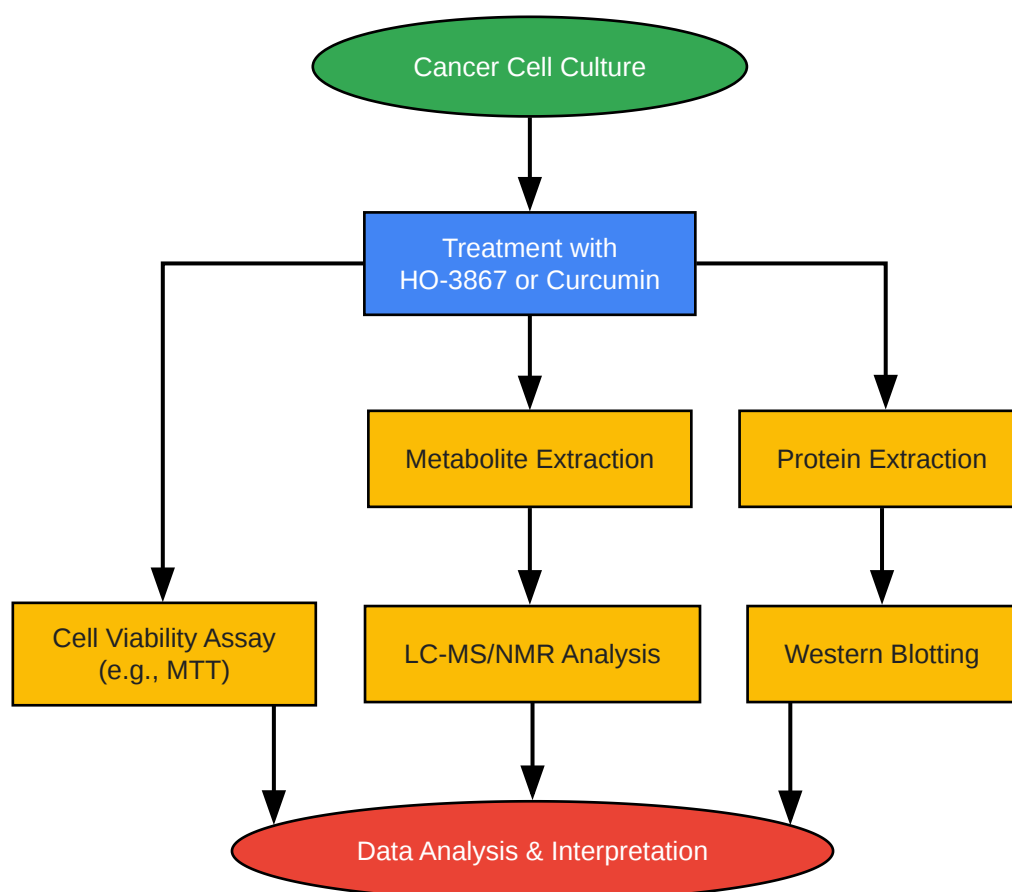 Cancer Cell Culture
Treatment with
HO-3867 or Curcumin
Metabolite Extraction
Protein Extraction
Cell Viability Assay
(e.g., MTT)
LC-MS/NMR Analysis
Western Blotting
Data Analysis & Interpretation